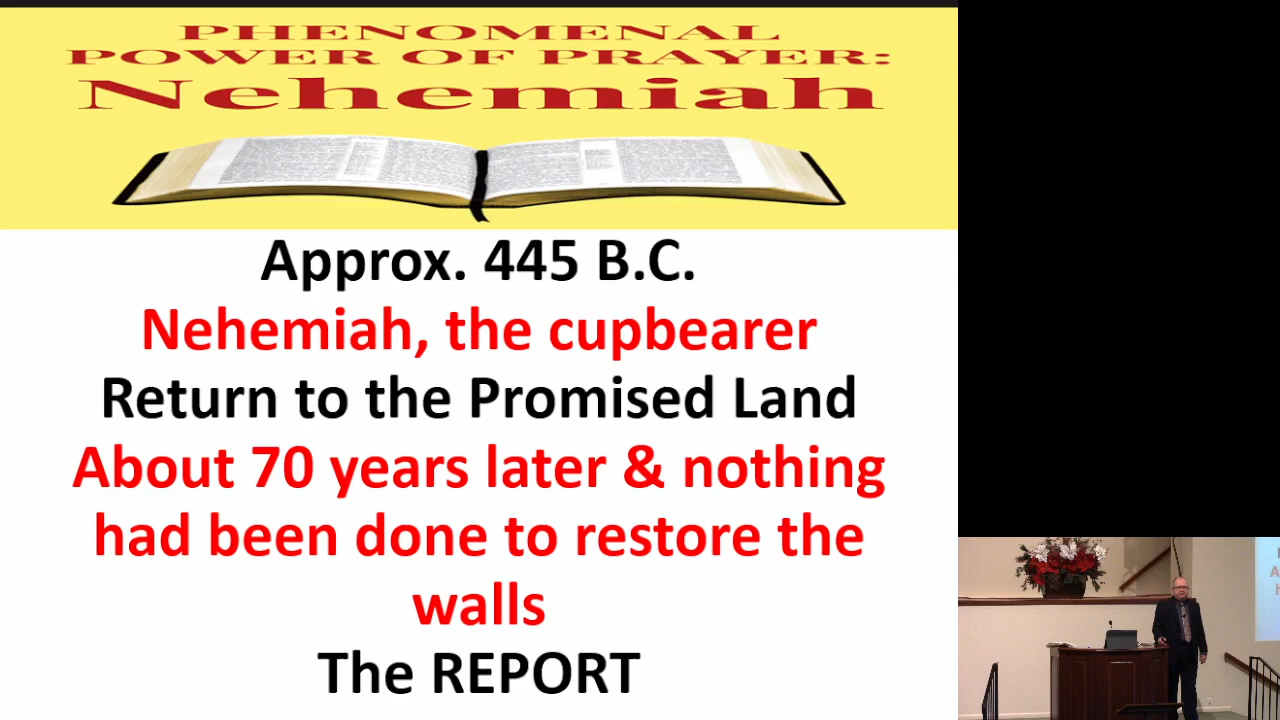 PHENOMENAL
POWER OF PRAYER:
Nehemiah
Approx. 445 B.C.
Nehemiah, the cupbearer
Return to the Promised Land
About 70 years later & nothing
had been done to restore the
walls
The REPORT